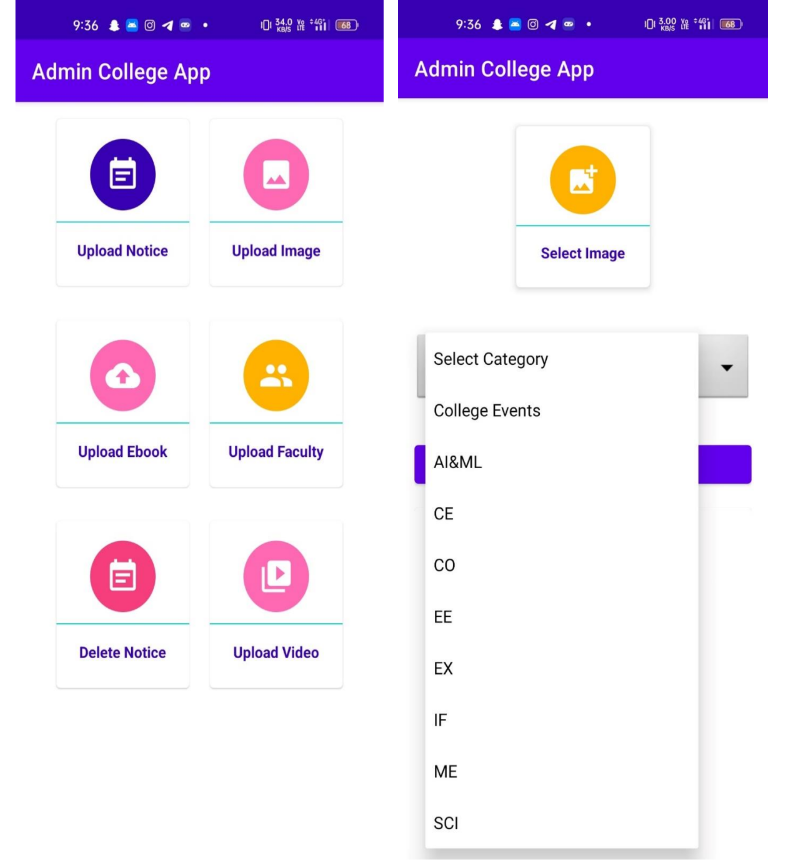 9:36
34.0 KB/S
Vo LTE
4G+
68
Admin College App
Upload Notice
Upload Image
Upload Ebook
Upload Faculty
Delete Notice
Upload Video
9:36
3.00 KB/S
Vo LTE
4G+
68
Admin College App
Select Image
Select Category
College Events
AI&ML
CE
CO
EE
EX
IF
ME
SCI